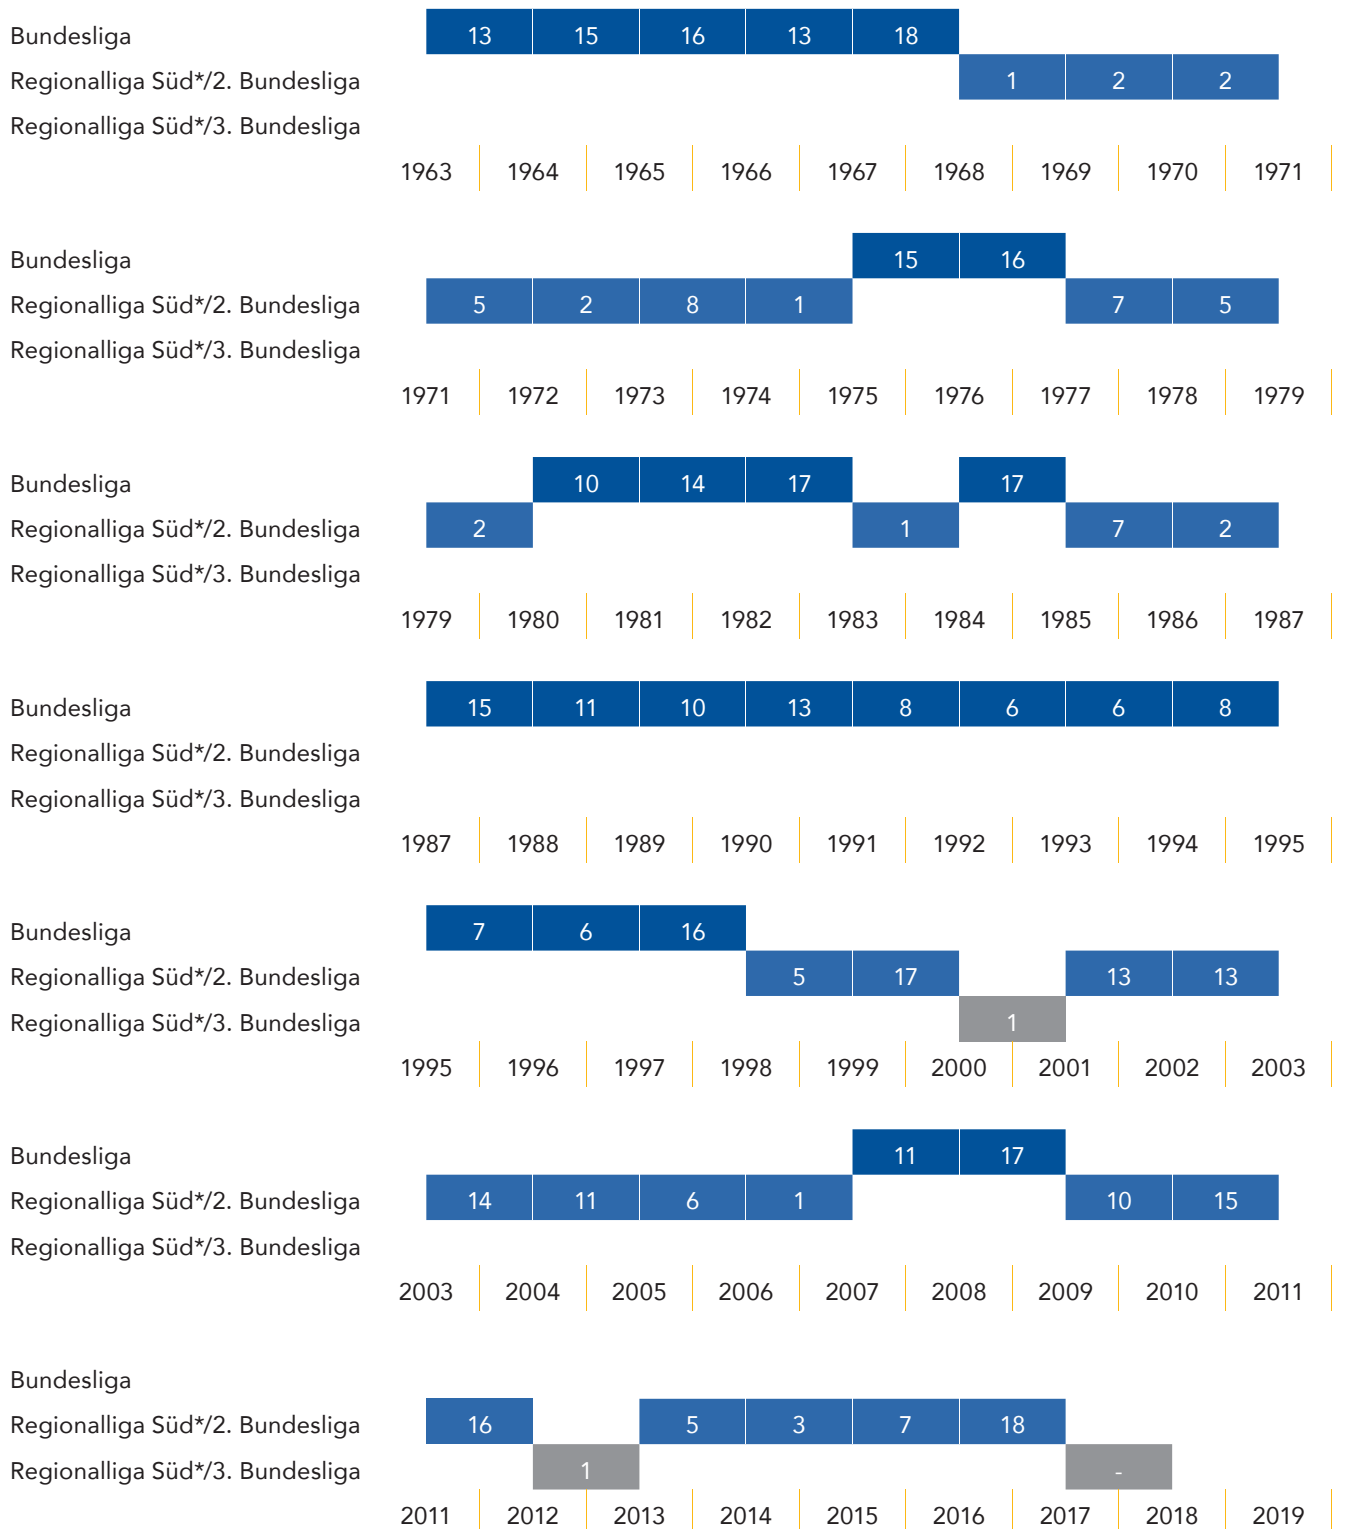 Bundesliga 13 15 16 13 18
Regionalliga Süd*/2. Bundesliga 1 2 2
Regionalliga Süd*/3. Bundesliga
1963 1964 1965 1966 1967 1968 1969 1970 1971
Bundesliga 15 16
Regionalliga Süd*/2. Bundesliga 5 2 8 1 7 5
Regionalliga Süd*/3. Bundesliga
1971 1972 1973 1974 1975 1976 1977 1978 1979
Bundesliga 10 14 17 17
Regionalliga Süd*/2. Bundesliga 2 1 7 2
Regionalliga Süd*/3. Bundesliga
1979 1980 1981 1982 1983 1984 1985 1986 1987
Bundesliga 15 11 10 13 8 6 6 8
Regionalliga Süd*/2. Bundesliga
Regionalliga Süd*/3. Bundesliga
1987 1988 1989 1990 1991 1992 1993 1994 1995
Bundesliga 7 6 16
Regionalliga Süd*/2. Bundesliga 5 17 13 13
Regionalliga Süd*/3. Bundesliga 1
1995 1996 1997 1998 1999 2000 2001 2002 2003
Bundesliga 11 17
Regionalliga Süd*/2. Bundesliga 14 11 6 1 10 15
Regionalliga Süd*/3. Bundesliga
2003 2004 2005 2006 2007 2008 2009 2010 2011
Bundesliga
Regionalliga Süd*/2. Bundesliga 16 5 3 7 18
Regionalliga Süd*/3. Bundesliga 1 -
2011 2012 2013 2014 2015 2016 2017 2018 2019